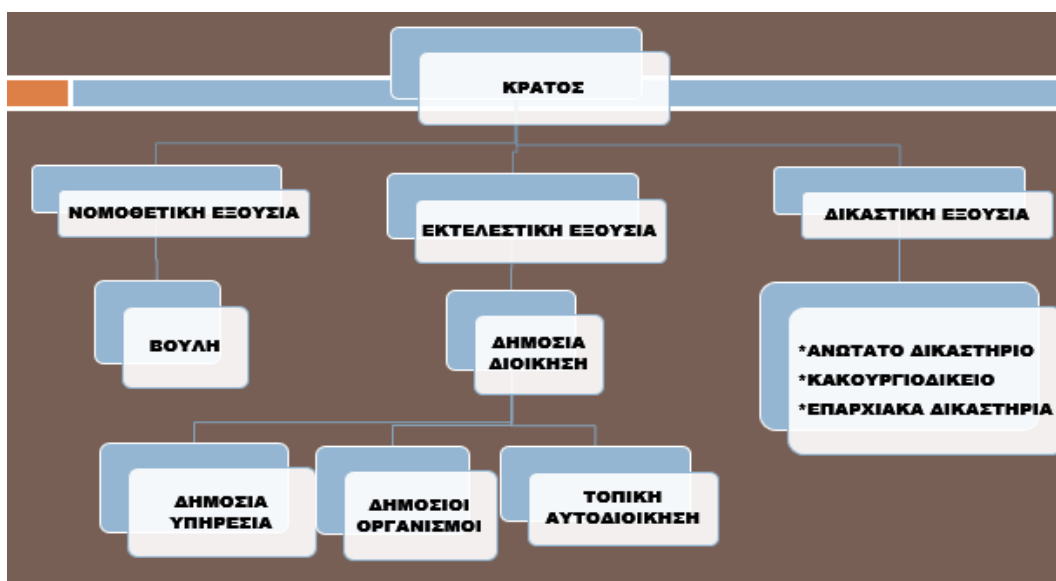 ΚΡΑΤΟΣ
ΝΟΜΟΘΕΤΙΚΗ ΕΞΟΥΣΙΑ
ΕΚΤΕΛΕΣΤΙΚΗ ΕΞΟΥΣΙΑ
ΔΙΚΑΣΤΙΚΗ ΕΞΟΥΣΙΑ
ΒΟΥΛΗ
ΔΗΜΟΣΙΑ
ΔΙΟΙΚΗΣΗ
*ΑΝΩΤΑΤΟ ΔΙΚΑΣΤΗΡΙΟ
*ΚΑΚΟΥΡΓΙΟΔΙΚΕΙΟ
*ΕΠΑΡΧΙΑΚΑ ΔΙΚΑΣΤΗΡΙΑ
ΔΗΜΟΣΙΑ
ΥΠΗΡΕΣΙΑ
ΔΗΜΟΣΙΟΙ
ΟΡΓΑΝΙΣΜΟΙ
ΤΟΠΙΚΗ
ΑΥΤΟΔΙΟΙΚΗΣΗ